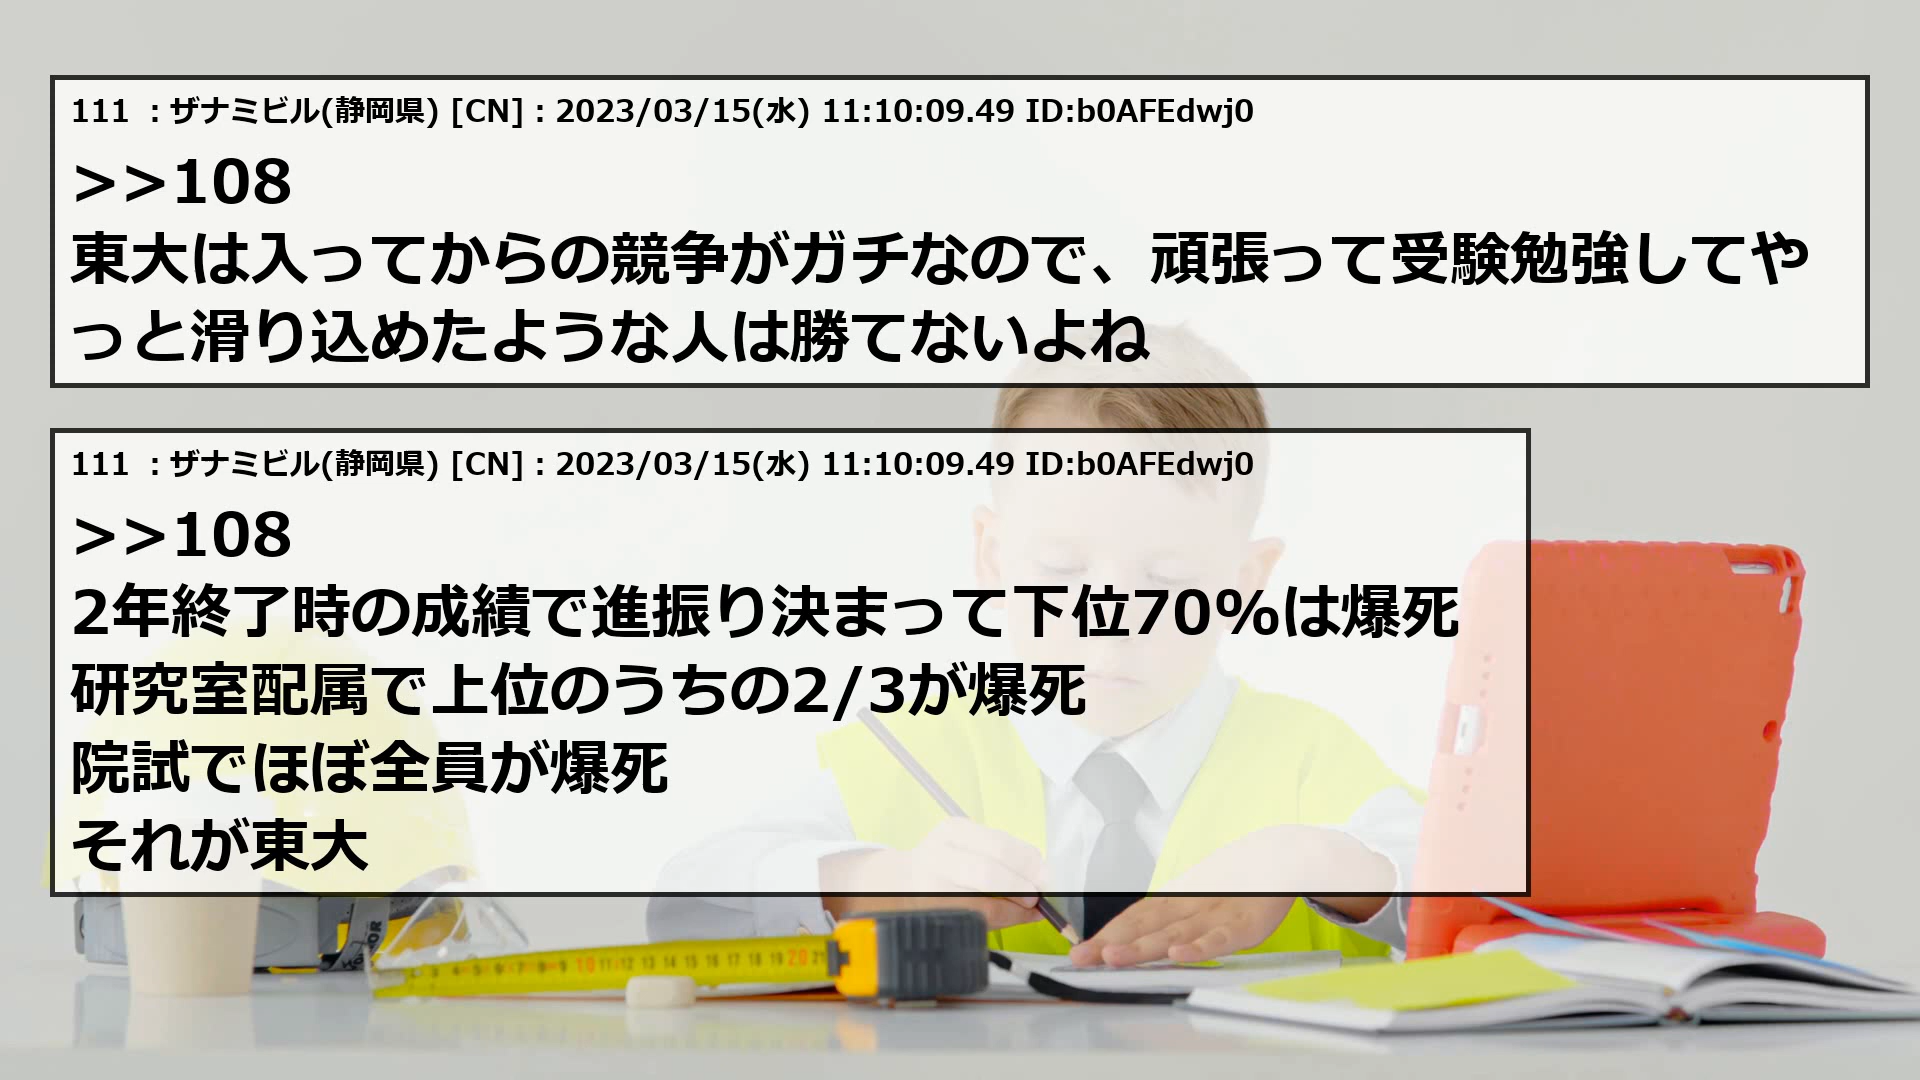 111 ：ザナミビル(静岡県) [CN]：2023/03/15(水) 11:10:09.49 ID:b0AFEdwj0
>>108
東大は入ってからの競争がガチなので、頑張って受験勉強してや
っと滑り込めたような人は勝てないよね
111 ：ザナミビル(静岡県) [CN]：2023/03/15(水) 11:10:09.49 ID:b0AFEdwj0
>>108
2年終了時の成績で進振り決まって下位70%は爆死
研究室配属で上位のうちの2/3が爆死
院試でほぼ全員が爆死
それが東大